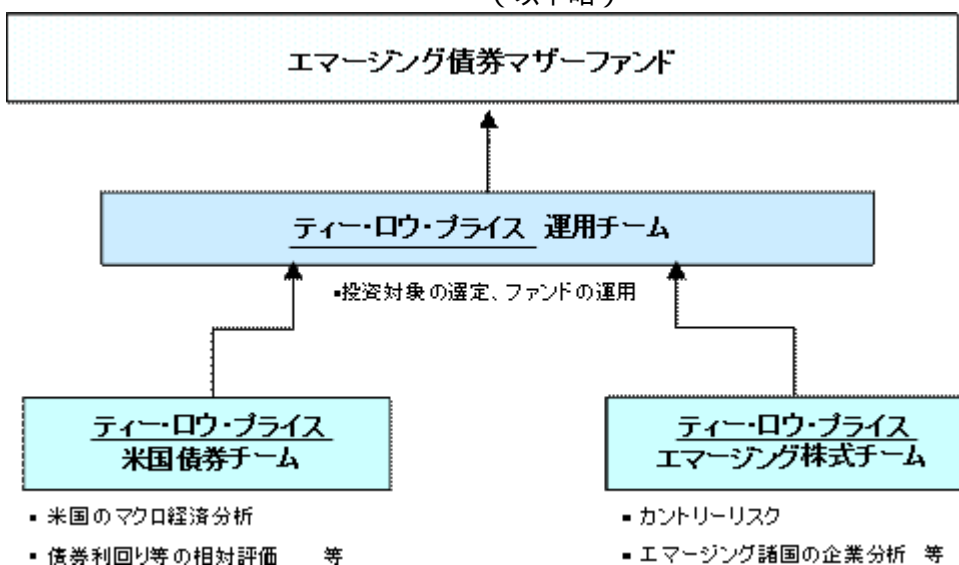 (以下略)
エマージング債券マザーファンド
ティー・ロウ・プライス 運用チーム
▪投資対象の選定、ファンドの運用
ティー・ロウ・プライス
米国債券チーム
▪ 米国のマクロ経済分析
▪ 債券利回り等の相対評価 等
ティー・ロウ・プライス
エマージング株式チーム
▪ カントリーリスク
▪ エマージング諸国の企業分析 等